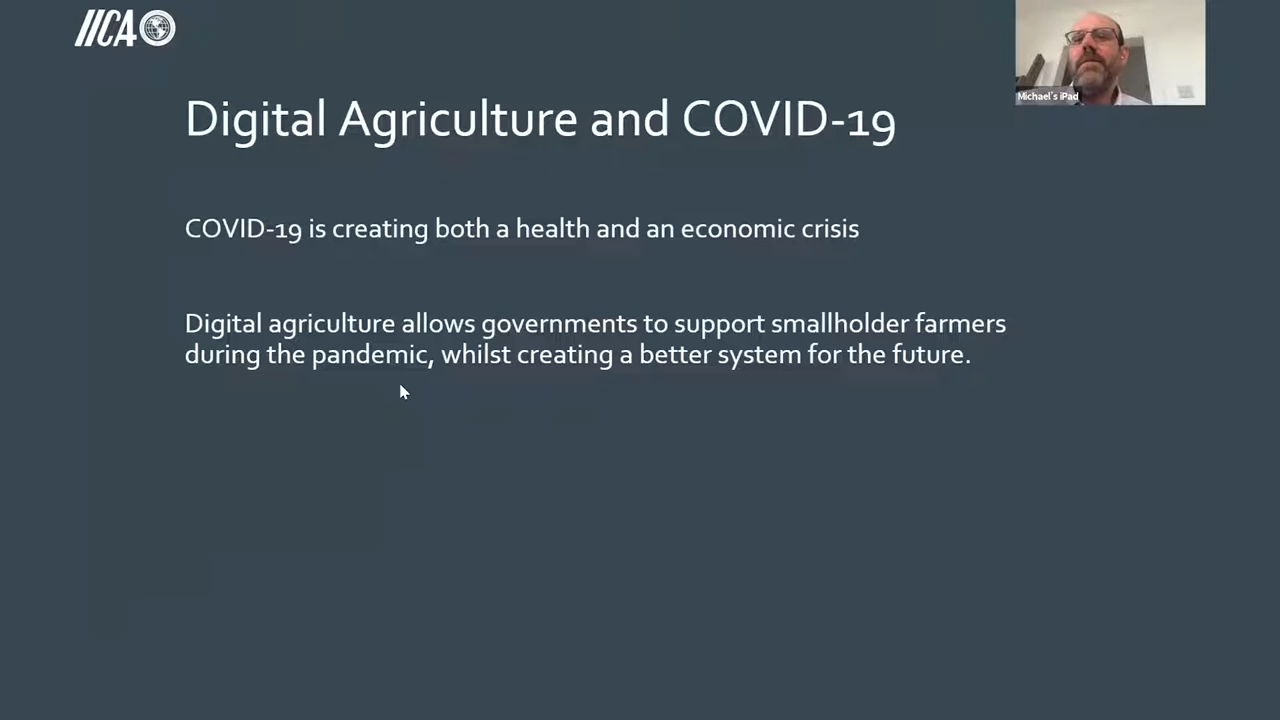 IICA
Michael's iPad
Digital Agriculture and COVID-19
COVID-19 is creating both a health and an economic crisis
Digital agriculture allows governments to support smallholder farmers
during the pandemic, whilst creating a better system for the future.